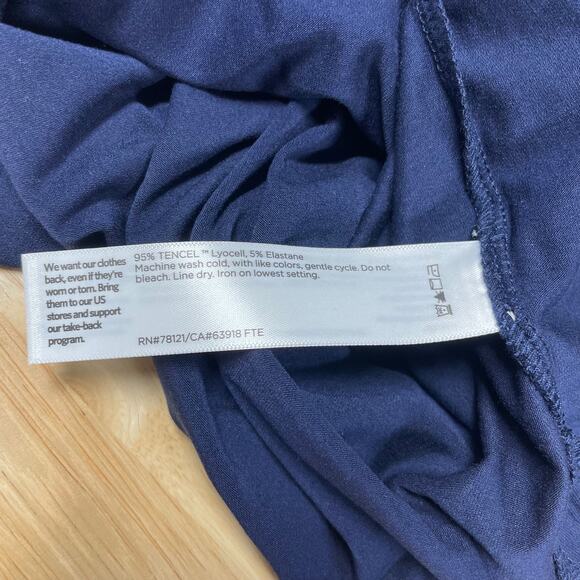 We want our clothes
back, even if they're
worn or torn. Bring
them to our US
stores and support
our take-back
program.
95% TENCEL™ Lyocell, 5% Elastane
Machine wash cold, with like colors, gentle cycle. Do not
bleach. Line dry. Iron on lowest setting.
RN#78121/CA#63918 FTE